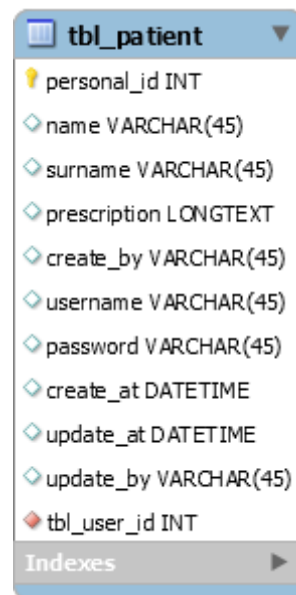 tbl_patient
personal_id INT
name VARCHAR(45)
surname VARCHAR(45)
prescription LONGTEXT
create_by VARCHAR(45)
username VARCHAR(45)
password VARCHAR(45)
create_at DATETIME
update_at DATETIME
update_by VARCHAR(45)
tbl_user_id INT
Indexes